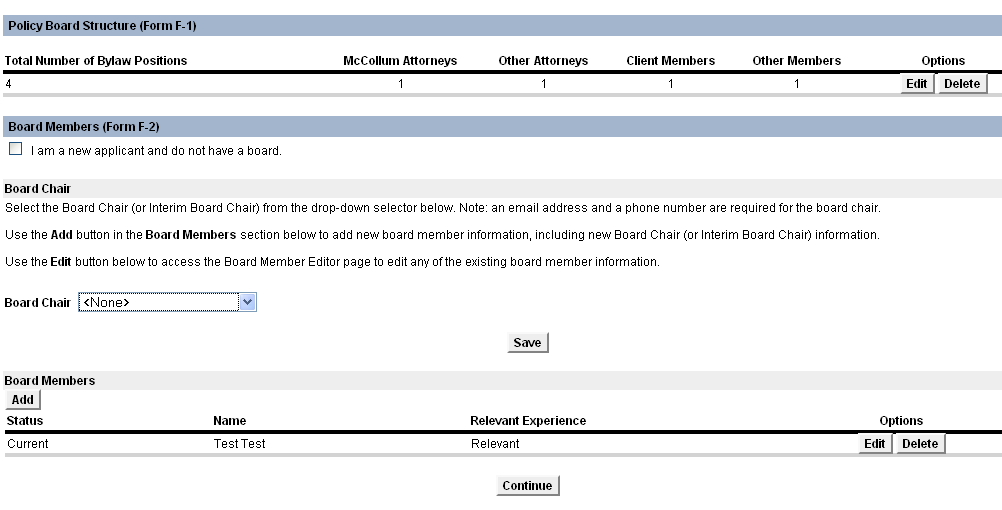 Policy Board Structure (Form F-1)
Total Number of Bylaw Positions McCollum Attorneys Other Attorneys Client Members Other Members Options
4 1 1 1 1 Edit Delete
Board Members (Form F-2)
I am a new applicant and do not have a board.
Board Chair
Select the Board Chair (or Interim Board Chair) from the drop-down selector below. Note: an email address and a phone number are required for the board chair.
Use the Add button in the Board Members section below to add new board member information, including new Board Chair (or Interim Board Chair) information.
Use the Edit button below to access the Board Member Editor page to edit any of the existing board member information.
Board Chair <None>
Save
Board Members
Add
Status Name Relevant Experience Options
Current Test Test Relevant Edit Delete
Continue